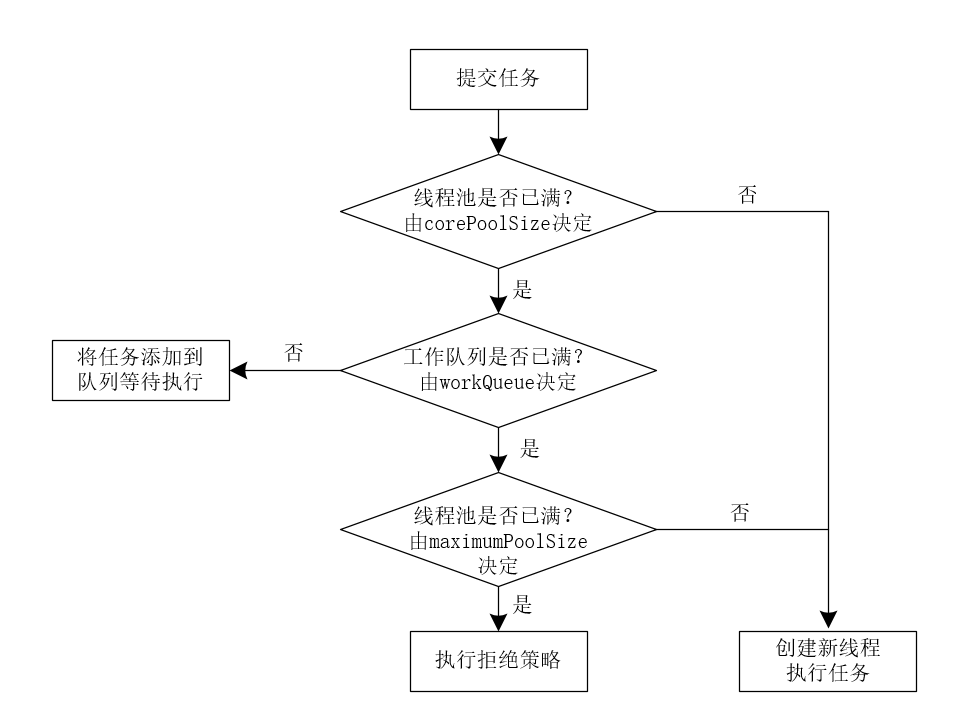 提交任务
线程池是否已满?
由corePoolSize决定
否
是
工作队列是否已满?
由workQueue决定
否
将任务添加到
队列等待执行
是
线程池是否已满?
由maximumPoolSize
决定
否
是
执行拒绝策略
创建新线程
执行任务